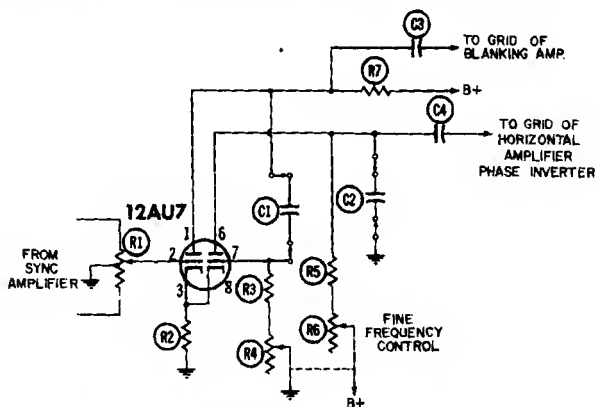 C3
TO GRID OF
BLANKING AMP.
R7
B+
C4
TO GRID OF
HORIZONTAL
AMPLIFIER
PHASE INVERTER
12AU7
C1
C2
1
6
R1
2
7
FROM
SYNC
AMPLIFIER
3
8
R3
R5
R2
R4
R6
FINE
FREQUENCY
CONTROL
B+